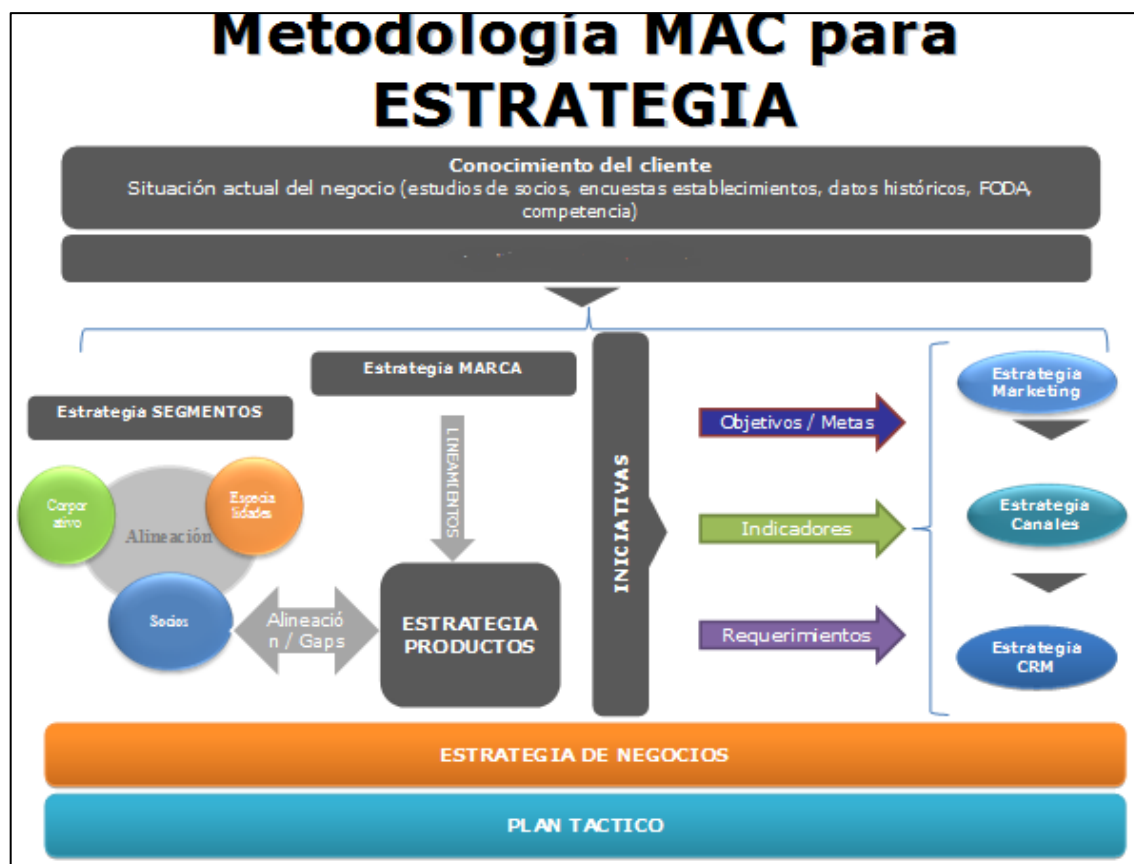 Metodología MAC para
ESTRATEGIA
Conocimiento del cliente
Situación actual del negocio (estudios de socios, encuestas establecimientos, datos históricos, FODA,
competencia)
Estrategia MARCA
Estrategia SEGMENTOS
Corpor
ativo
Especia
lidades
Alineación
Socios
Alineació
n / Gaps
LINEAMIENTOS
ESTRATEGIA
PRODUCTOS
INICIATIVAS
Objetivos / Metas
Indicadores
Requerimientos
Estrategia
Marketing
Estrategia
Canales
Estrategia
CRM
ESTRATEGIA DE NEGOCIOS
PLAN TACTICO